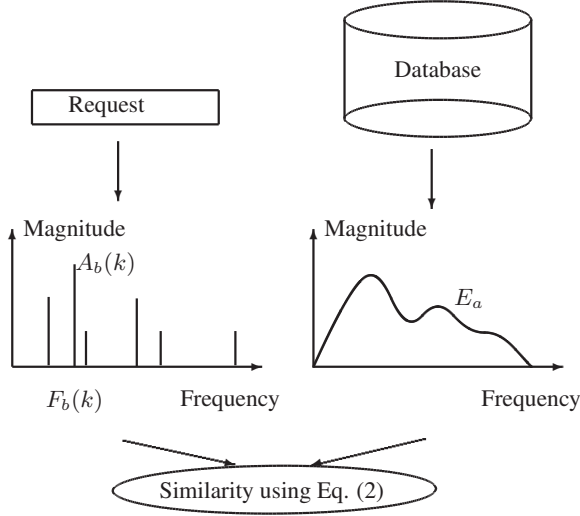 Request
Database
Magnitude
A_b(k)
F_b(k)
Frequency
Magnitude
E_a
Frequency
Similarity using Eq. (2)